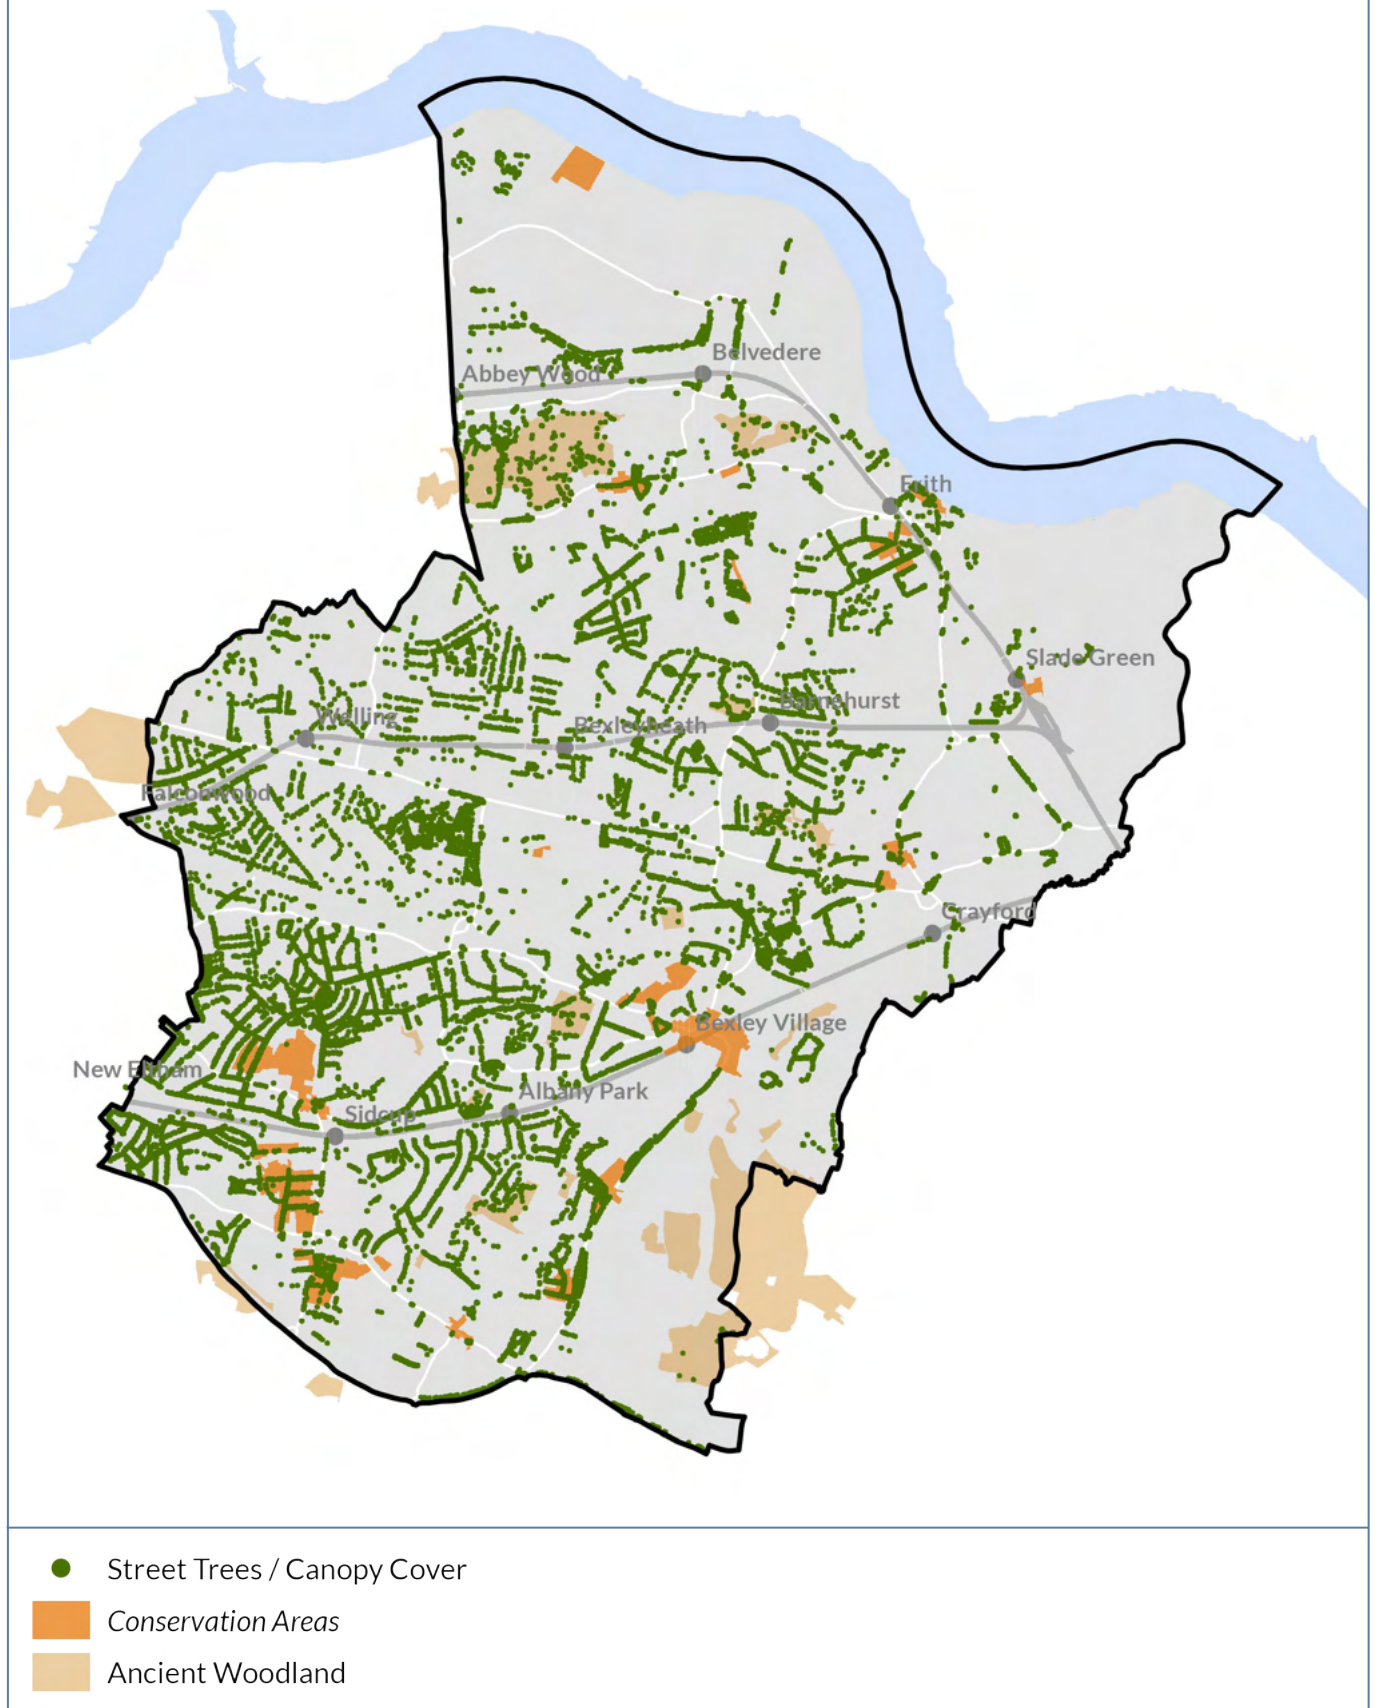 Belvedere
Abbey Wood
Erith
Slade Green
Barnehurst
Welling
Bexleyheath
Falconwood
Crayford
Bexley Village
New Eltham
Albany Park
Sidcup
Street Trees / Canopy Cover
Conservation Areas
Ancient Woodland